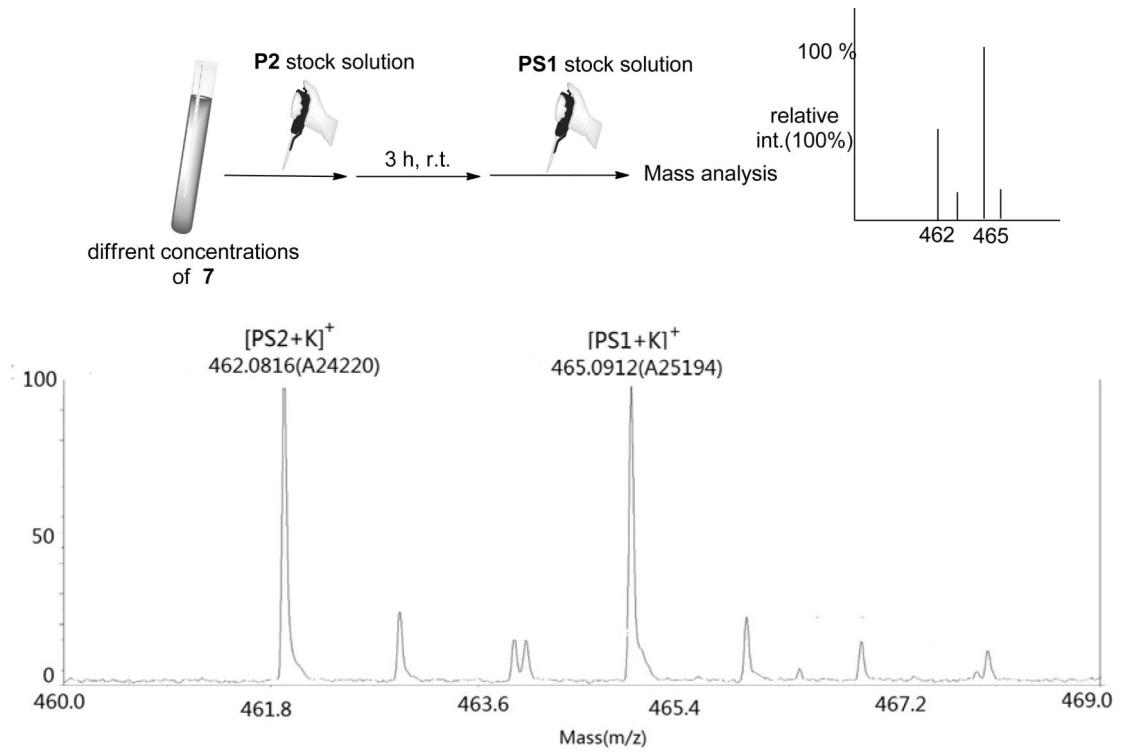 P2 stock solution
PS1 stock solution
3 h, r.t.
Mass analysis
diffrent concentrations
of 7
100 %
relative
int.(100%)
462 465
[PS2+K]+
462.0816(A24220)
[PS1+K]+
465.0912(A25194)
100
50
0
460.0 461.8 463.6 465.4 467.2 469.0
Mass(m/z)